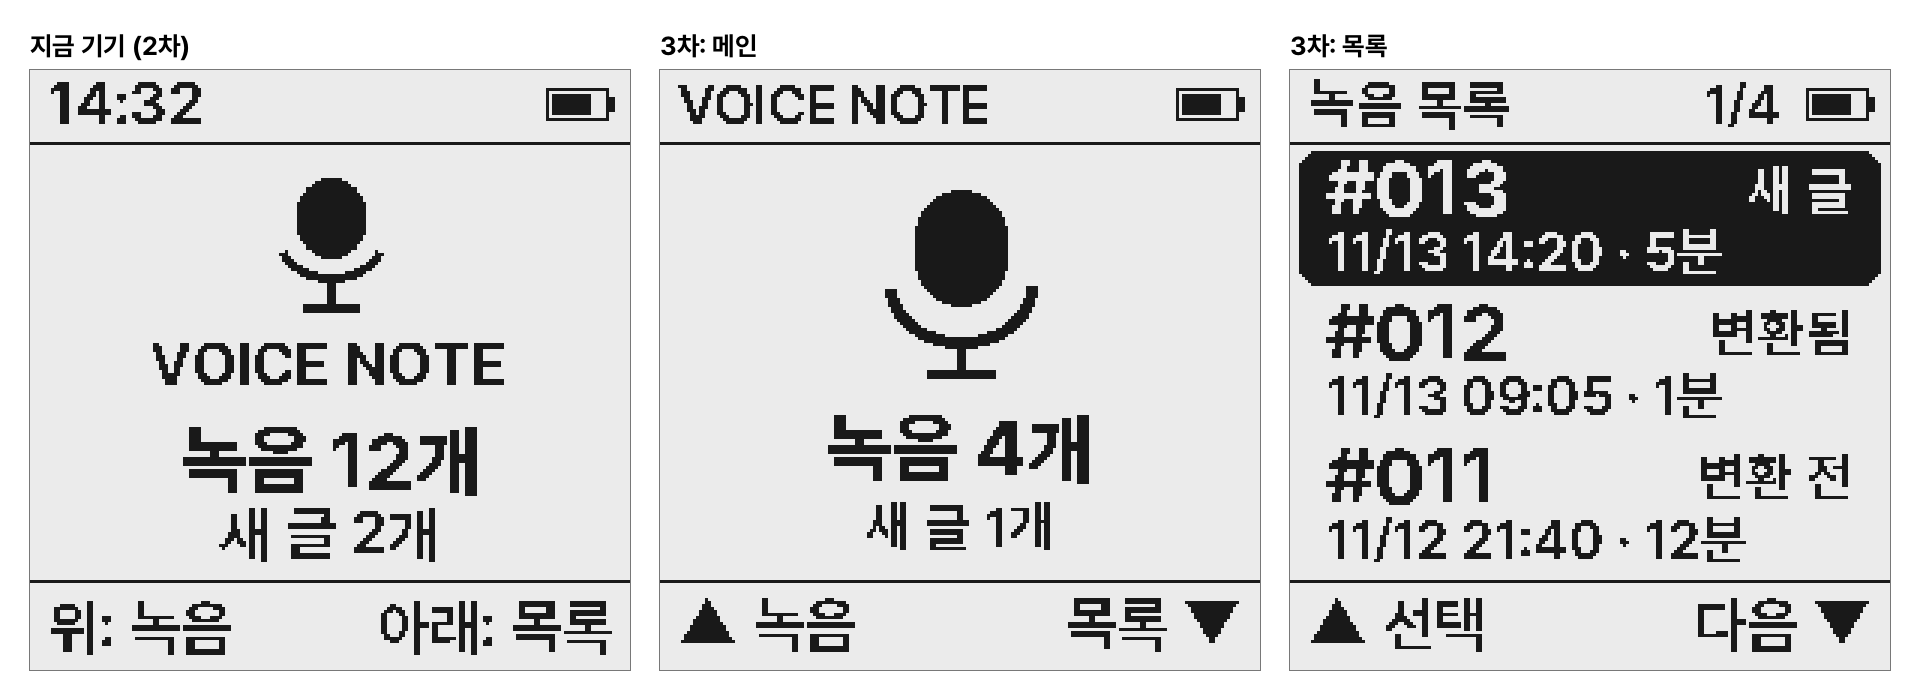 지금 기기 (2차)
14:32
VOICE NOTE
녹음 12개
새 글 2개
위: 녹음
아래: 목록
3차: 메인
VOICE NOTE
녹음 4개
새 글 1개
▲ 녹음
목록 ▼
3차: 목록
녹음 목록 1/4
#013 새 글
11/13 14:20 · 5분
#012 변환됨
11/13 09:05 · 1분
#011 변환 전
11/12 21:40 · 12분
▲ 선택
다음 ▼